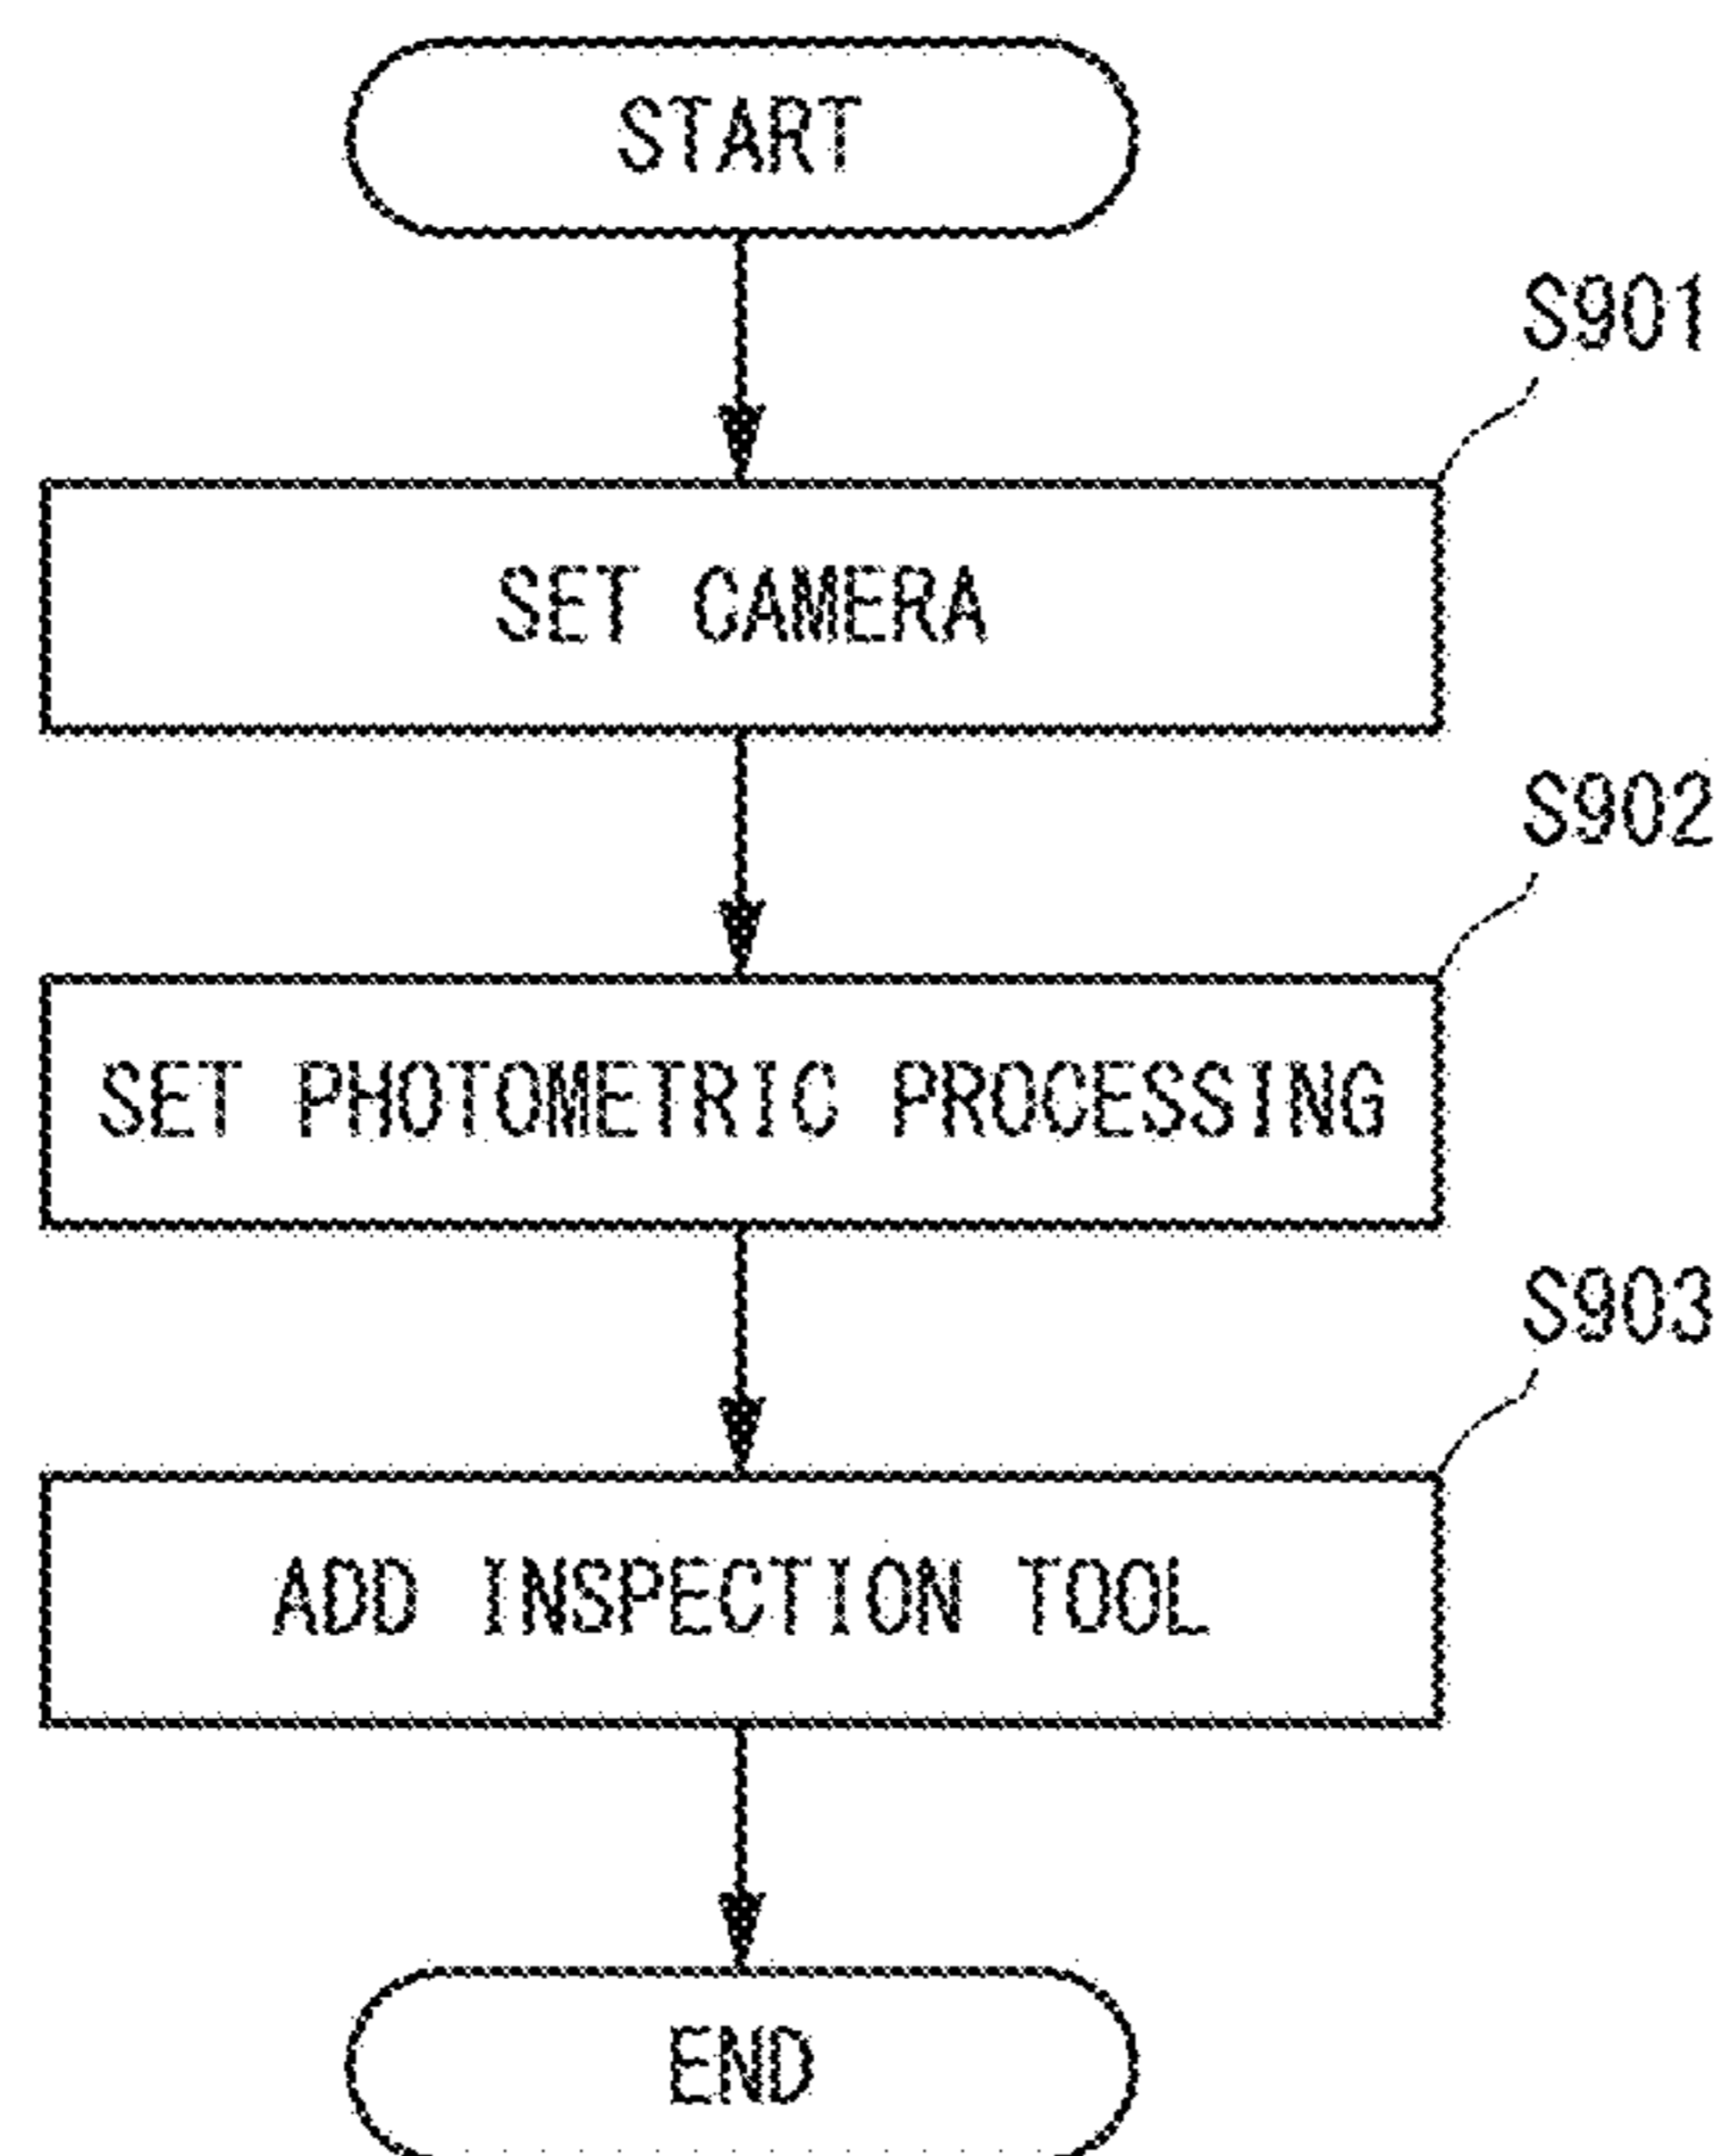 START
S901
SET CAMERA
S902
SET PHOTOMETRIC PROCESSING
S903
ADD INSPECTION TOOL
END